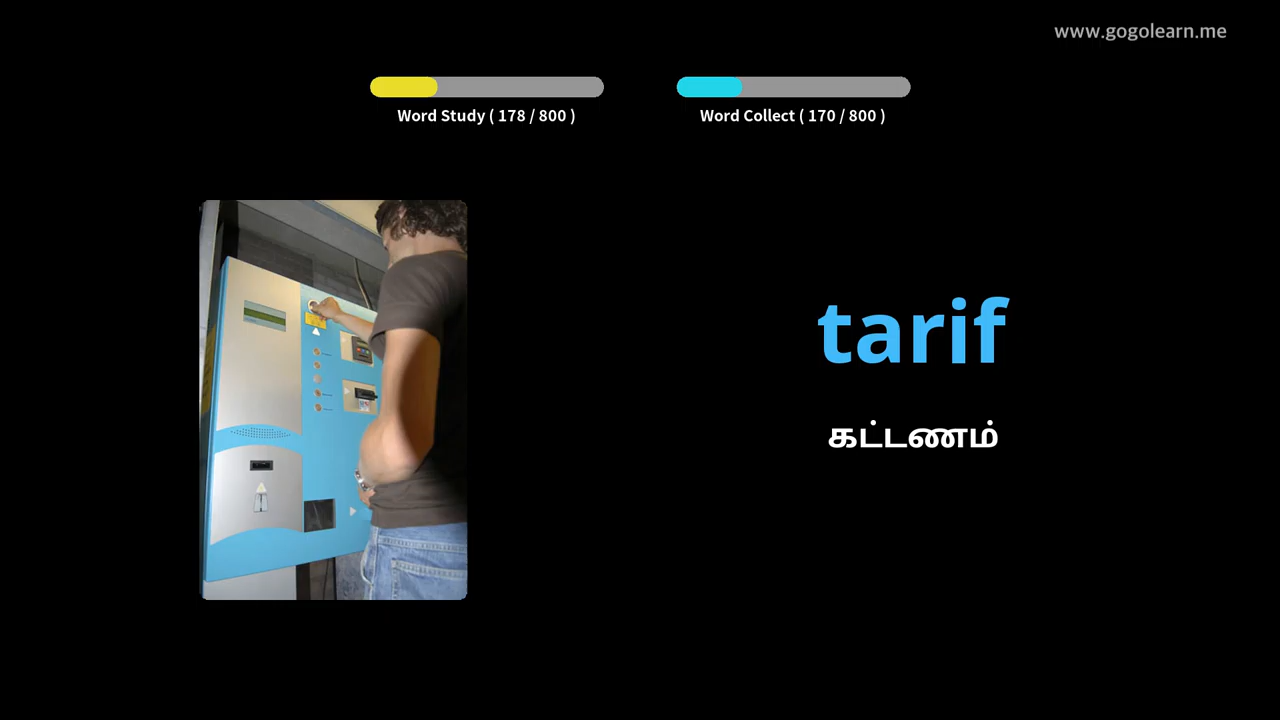 www.gogolearn.me
Word Study ( 178 / 800 )
Word Collect ( 170 / 800 )
tarif
கட்டணம்